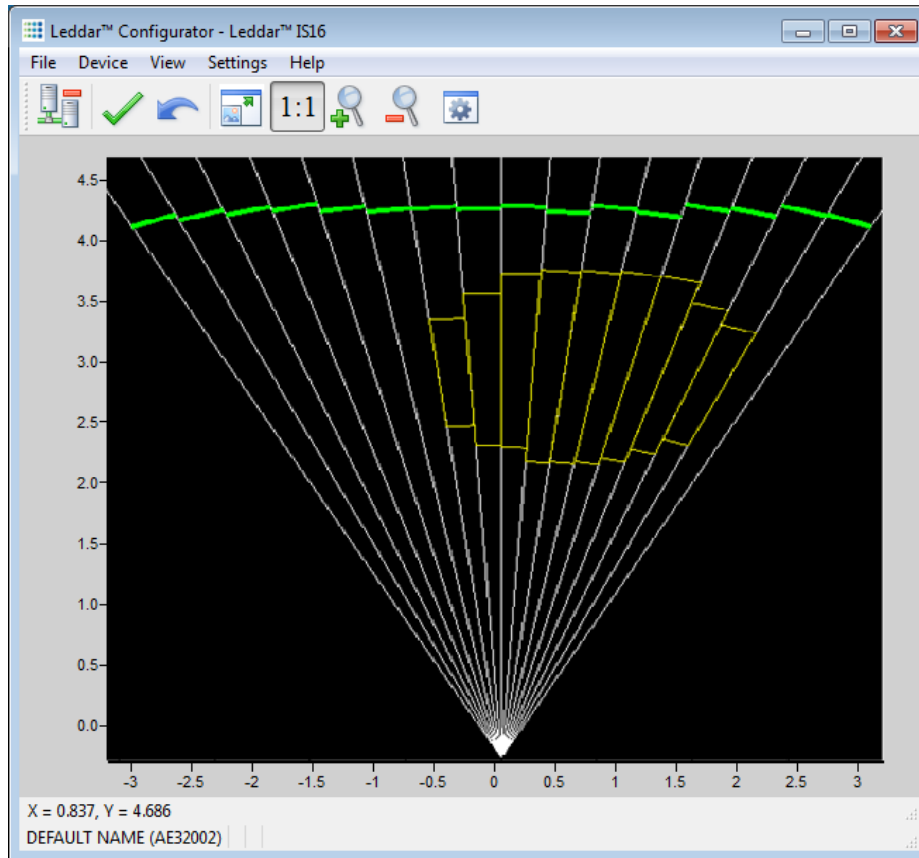 Leddar™ Configurator - Leddar™ IS16
File Device View Settings Help
1:1
4.5
4.0
3.5
3.0
2.5
2.0
1.5
1.0
0.5
0.0
-3 -2.5 -2 -1.5 -1 -0.5 0 0.5 1 1.5 2 2.5 3
X = 0.837, Y = 4.686
DEFAULT NAME (AE32002)